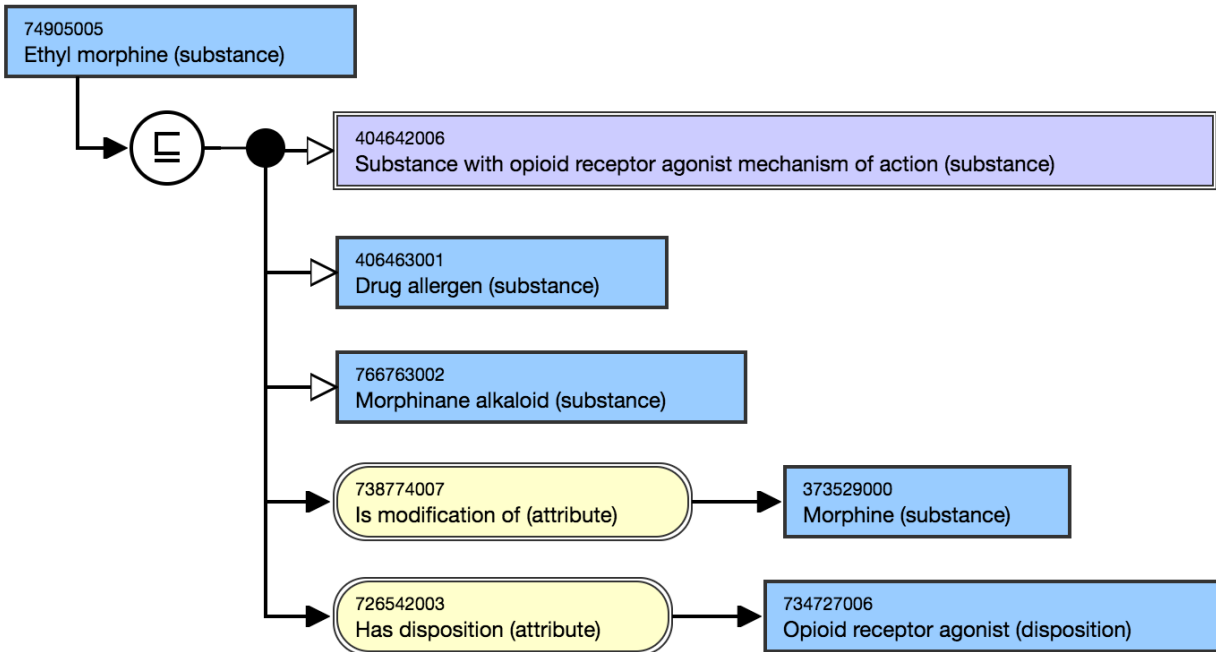 74905005
Ethyl morphine (substance)
⊑
404642006
Substance with opioid receptor agonist mechanism of action (substance)
406463001
Drug allergen (substance)
766763002
Morphinane alkaloid (substance)
738774007
Is modification of (attribute)
373529000
Morphine (substance)
726542003
Has disposition (attribute)
734727006
Opioid receptor agonist (disposition)